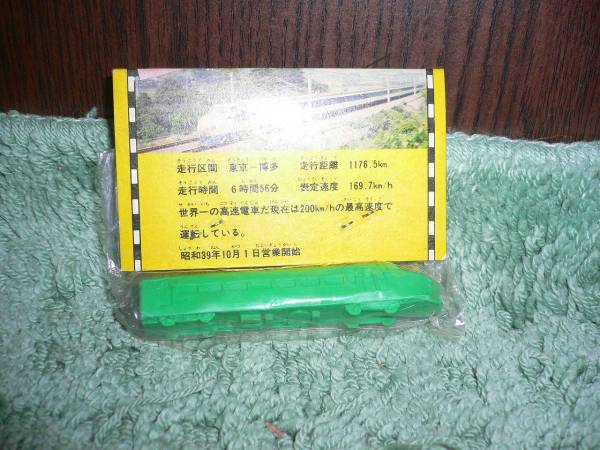 走行区間 東京－博多 走行距離 1176.5km
走行時間 6時間56分 表定速度 169.7km/h
世界一の高速電車だ現在は200km/hの最高速度で
運転している。
昭和39年10月1日営業開始